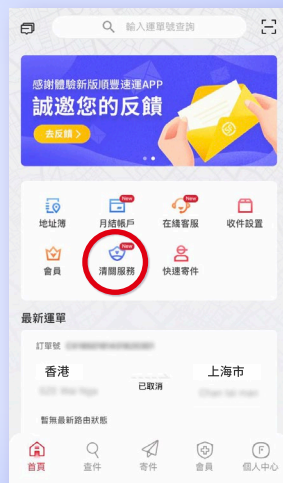 輸入運單號查詢
感謝體驗新版順豐速運APP
誠邀您的反饋
去反饋 >
New New New
地址簿 月結帳戶 在綫客服 收件設置
會員 清關服務 快速寄件
最新運單
訂單號
香港 上海市
已取消
暫無最新路由狀態
首頁 查件 寄件 會員 個人中心